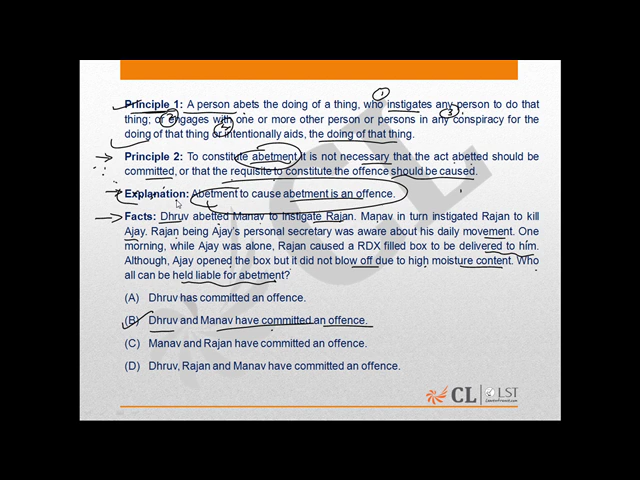 Principle 1: A person abets the doing of a thing, who instigates any person to do that
thing; or engages with one or more other person or persons in any conspiracy for the
doing of that thing or intentionally aids, the doing of that thing.
Principle 2: To constitute abetment it is not necessary that the act abetted should be
committed, or that the requisite to constitute the offence should be caused.
Explanation: Abetment to cause abetment is an offence.
Facts: Dhruv abetted Manav to instigate Rajan. Manav in turn instigated Rajan to kill
Ajay. Rajan being Ajay's personal secretary was aware about his daily movement. One
morning, while Ajay was alone, Rajan caused a RDX filled box to be delivered to him.
Although, Ajay opened the box but it did not blow off due to high moisture content. Who
all can be held liable for abetment?
(A) Dhruv has committed an offence.
(B) Dhruv and Manav have committed an offence.
(C) Manav and Rajan have committed an offence.
(D) Dhruv, Rajan and Manav have committed an offence.
CL LST